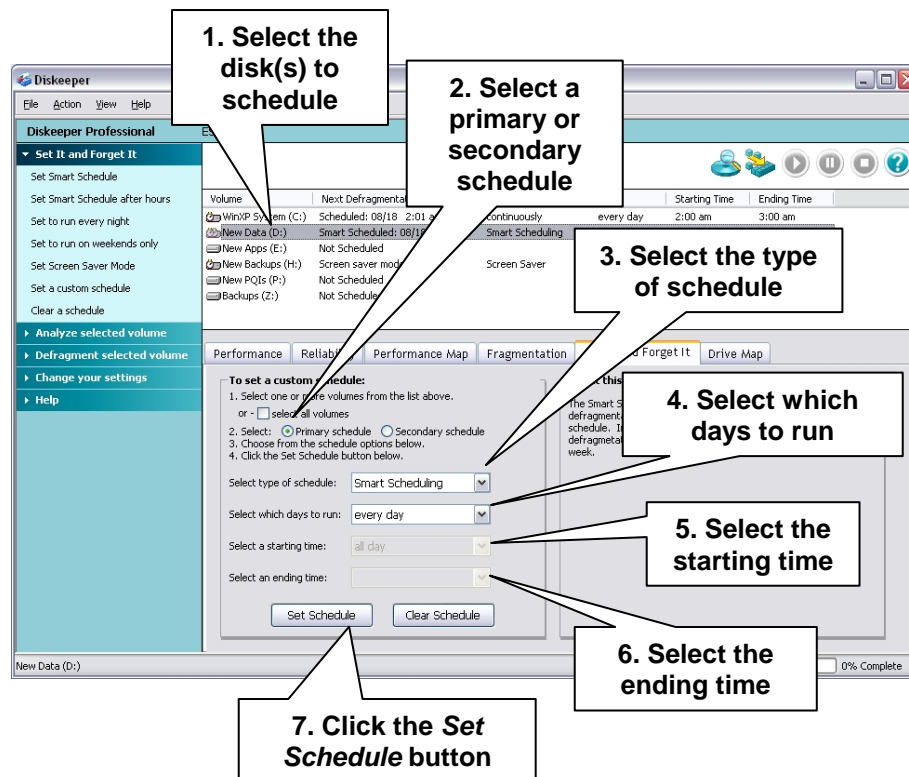 1. Select the
disk(s) to
schedule
2. Select a
primary or
secondary
schedule
Diskeeper
File Action View Help
Diskeeper Professional
Set It and Forget It
Set Smart Schedule
Set Smart Schedule after hours
Set to run every night
Set to run on weekends only
Set Screen Saver Mode
Set a custom schedule
Clear a schedule
Analyze selected volume
Defragment selected volume
Change your settings
Help
Volume Next Starting Time Ending Time
WinXP System (C:) Scheduled: 08/18 2:01 continuously every day 2:00 am 3:00 am
New Data (D:) Smart Scheduled: Smart Scheduling
New Apps (E:) Not Scheduled
New Backups (H:) Screen saver Screen Saver
New PQIs (P:) Not Scheduled
Backups (Z:) Not
3. Select the type
of schedule
Performance Performance Map Fragmentation Forget It Drive Map
To set a custom schedule:
1. Select one or more volumes from the list above.
or - select all volumes
2. Select: Primary schedule Secondary schedule
3. Choose from the schedule options below.
4. Click the Set Schedule button below.
Select type of schedule: Smart Scheduling
Select which days to run: every day
Select a starting time: all day
Select an ending time:
Set Schedule Clear Schedule
this
The Smart
schedule.
week.
4. Select which
days to run
5. Select the
starting time
6. Select the
ending time
New Data (D:) 0% Complete
7. Click the Set
Schedule button